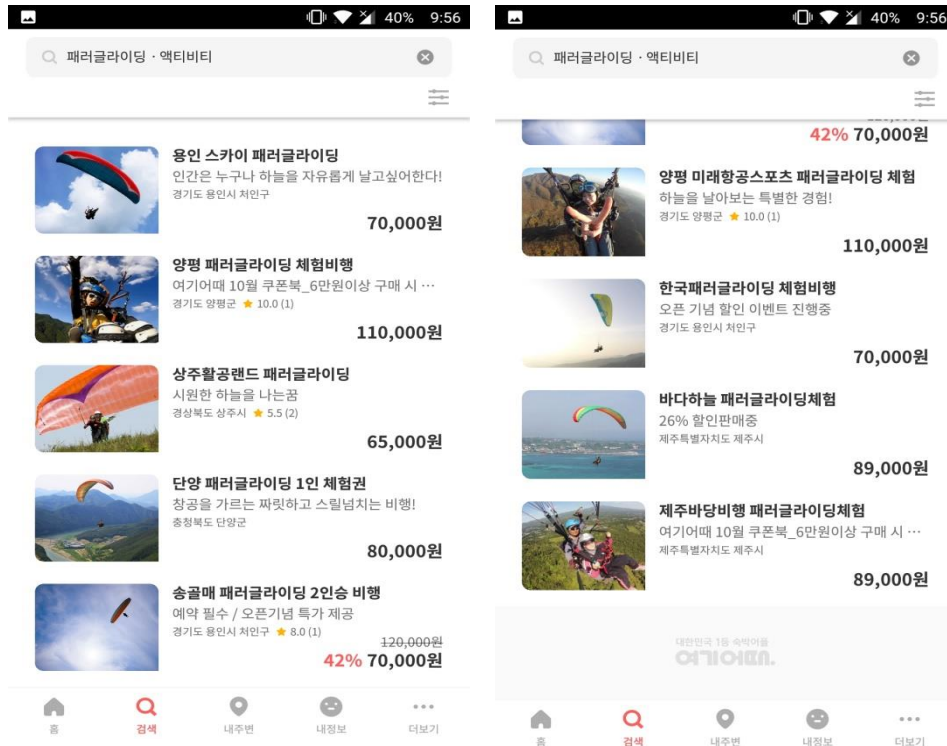 40% 9:56
패러글라이딩 · 액티비티
용인 스카이 패러글라이딩
인간은 누구나 하늘을 자유롭게 날고싶어한다!
경기도 용인시 처인구
70,000원
양평 패러글라이딩 체험비행
여기어때 10월 쿠폰북_6만원이상 구매 시 …
경기도 양평군 ★ 10.0 (1)
110,000원
상주활공랜드 패러글라이딩
시원한 하늘을 나는꿈
경상북도 상주시 ★ 5.5 (2)
65,000원
단양 패러글라이딩 1인 체험권
창공을 가르는 짜릿하고 스릴넘치는 비행!
충청북도 단양군
80,000원
송골매 패러글라이딩 2인승 비행
예약 필수 / 오픈기념 특가 제공
경기도 용인시 처인구 ★ 8.0 (1)
120,000원
42% 70,000원
홈 검색 내주변 내정보 더보기
40% 9:56
패러글라이딩 · 액티비티
42% 70,000원
양평 미래항공스포츠 패러글라이딩 체험
하늘을 날아보는 특별한 경험!
경기도 양평군 ★ 10.0 (1)
110,000원
한국패러글라이딩 체험비행
오픈 기념 할인 이벤트 진행중
경기도 용인시 처인구
70,000원
바다하늘 패러글라이딩체험
26% 할인판매중
제주특별자치도 제주시
89,000원
제주바당비행 패러글라이딩체험
여기어때 10월 쿠폰북_6만원이상 구매 시 …
제주특별자치도 제주시
89,000원
대한민국 1등 숙박어플
여기어때.
홈 검색 내주변 내정보 더보기